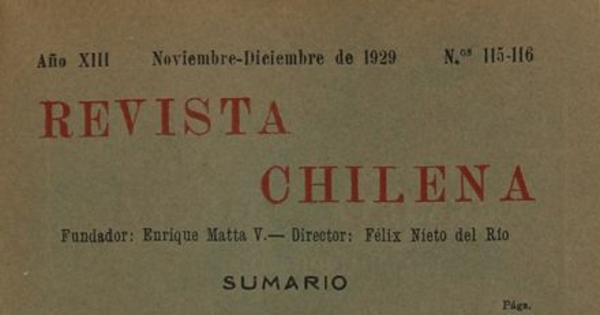 Año XIII Noviembre-Diciembre de 1929 N.os 115-116
REVISTA
CHILENA
Fundador: Enrique Matta V.— Director: Félix Nieto del Río
SUMARIO
Págs.